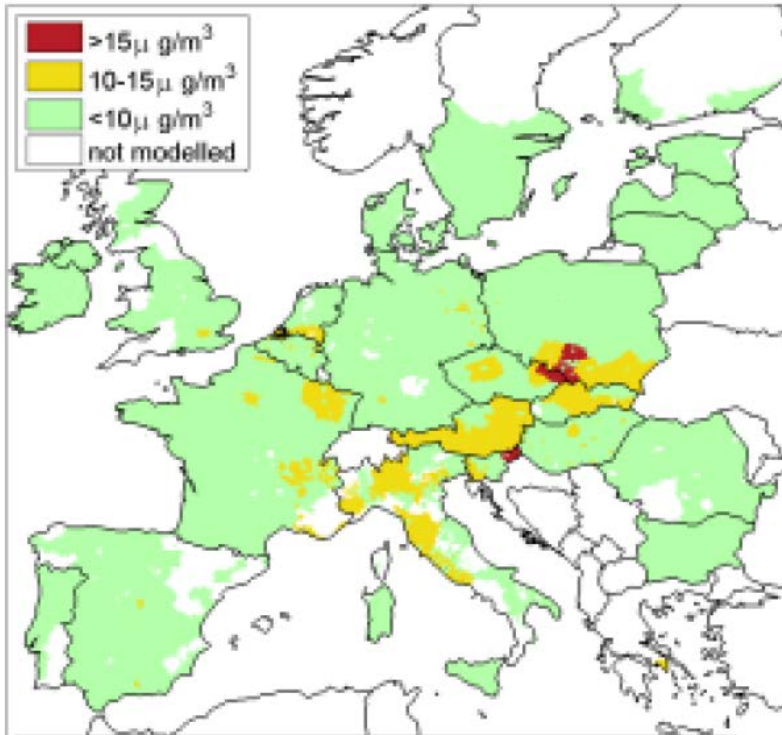 >15μ g/m³
10-15μ g/m³
<10μ g/m³
not modelled